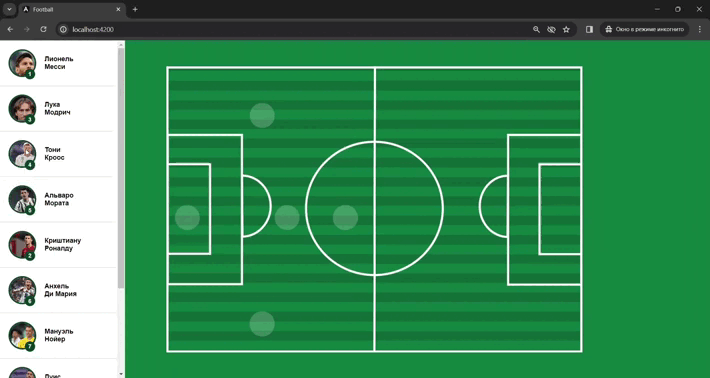 Football
localhost:4200
Окно в режиме инкогнито
Лионель
Месси
1
Лука
Модрич
3
Тони
Кроос
4
Альваро
Мората
5
Криштиану
Роналду
2
Анхель
Ди Мария
6
Мануэль
Нойер
7
Луис